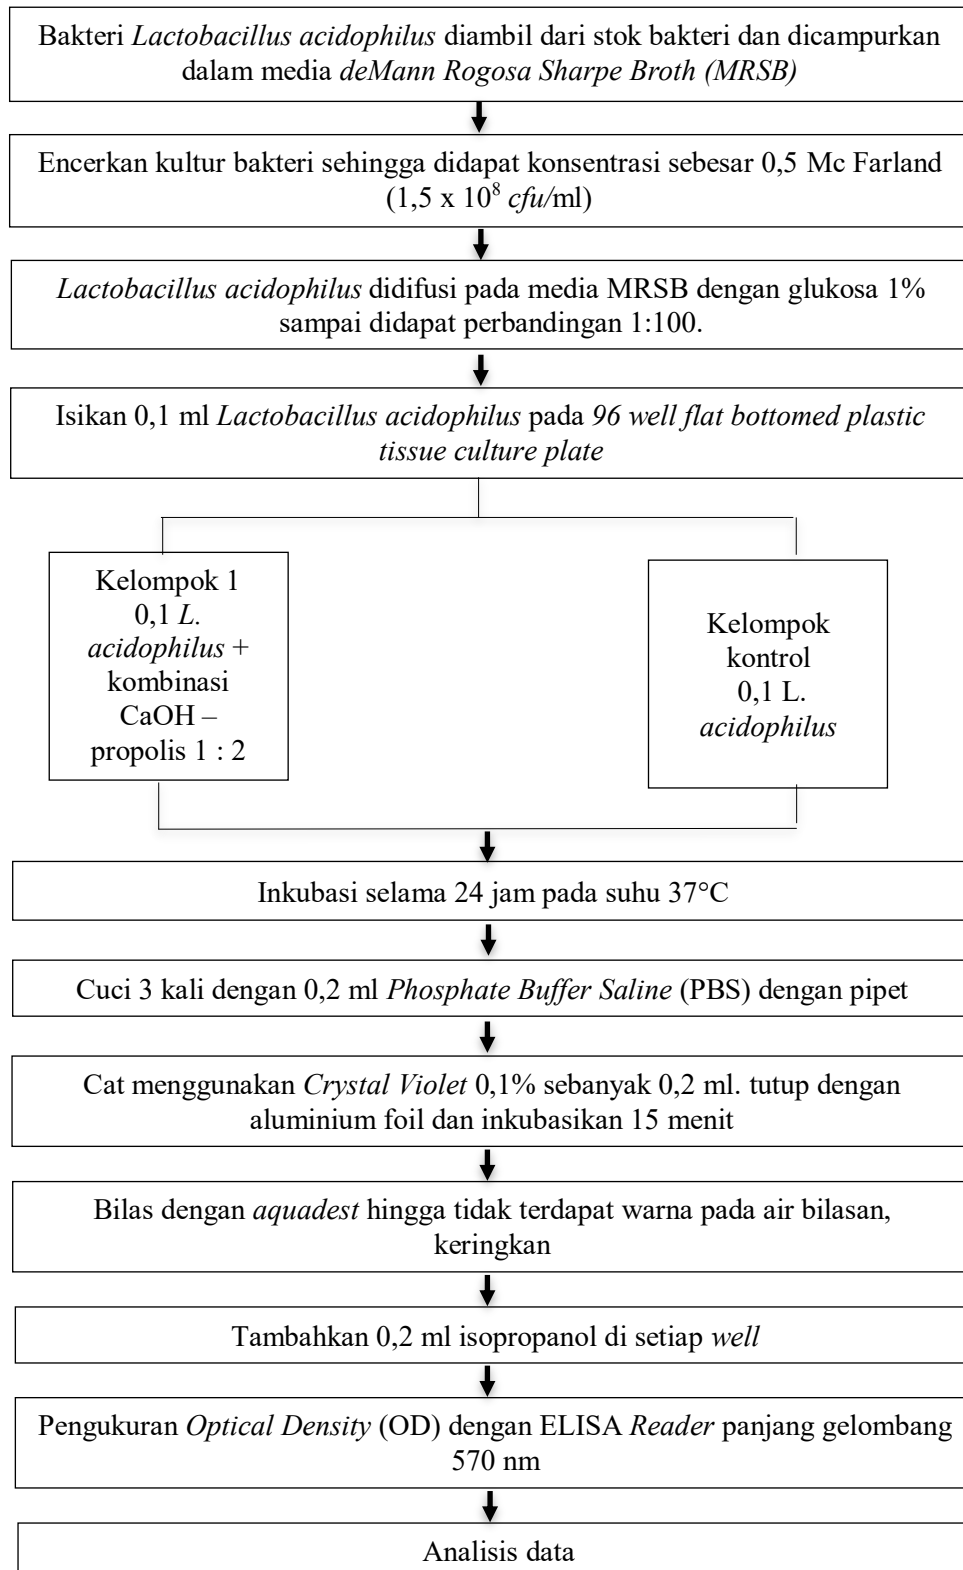 Bakteri Lactobacillus acidophilus diambil dari stok bakteri dan dicampurkan
dalam media deMann Rogosa Sharpe Broth (MRSB)
Encerkan kultur bakteri sehingga didapat konsentrasi sebesar 0,5 Mc Farland
(1,5 x 10⁸ cfu/ml)
Lactobacillus acidophilus didifusi pada media MRSB dengan glukosa 1%
sampai didapat perbandingan 1:100.
Isikan 0,1 ml Lactobacillus acidophilus pada 96 well flat bottomed plastic
tissue culture plate
Kelompok 1
0,1 L.
acidophilus +
kombinasi
CaOH –
propolis 1 : 2
Kelompok
kontrol
0,1 L.
acidophilus
Inkubasi selama 24 jam pada suhu 37°C
Cuci 3 kali dengan 0,2 ml Phosphate Buffer Saline (PBS) dengan pipet
Cat menggunakan Crystal Violet 0,1% sebanyak 0,2 ml. tutup dengan
aluminium foil dan inkubasikan 15 menit
Bilas dengan aquadest hingga tidak terdapat warna pada air bilasan,
keringkan
Tambahkan 0,2 ml isopropanol di setiap well
Pengukuran Optical Density (OD) dengan ELISA Reader panjang gelombang
570 nm
Analisis data